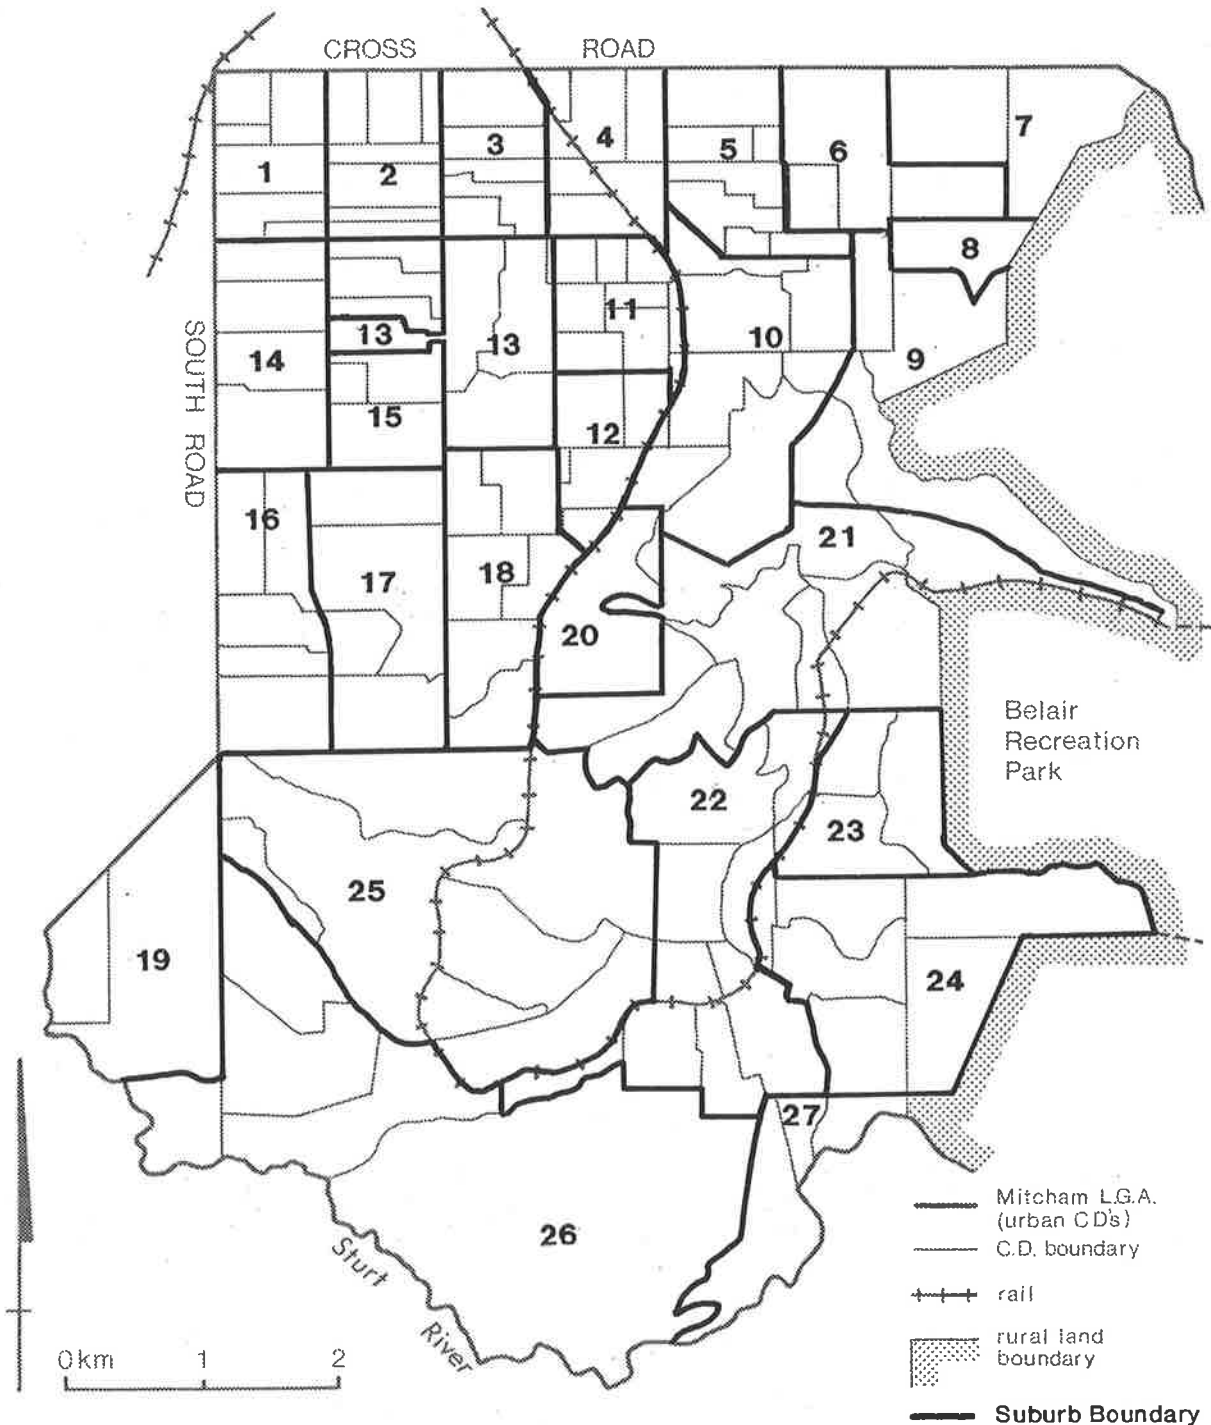 CROSS ROAD
7
4
3
5
6
1
2
8
11
13
13
10
14
9
SOUTH ROAD
15
12
16
21
18
17
20
Belair
Recreation
Park
22
23
25
19
24
27
Mitcham L.G.A.
(urban CD's)
C.D. boundary
26
Sturt
River
rail
rural land
boundary
0km 1 2
Suburb Boundary